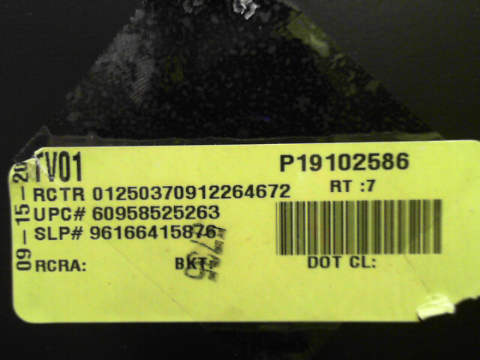 TV01
P19102586
RCTR 01250370912264672
RT :7
UPC# 60958525263
SLP# 96166415876
RCRA:
BKT:
DOT CL:
09-15-20